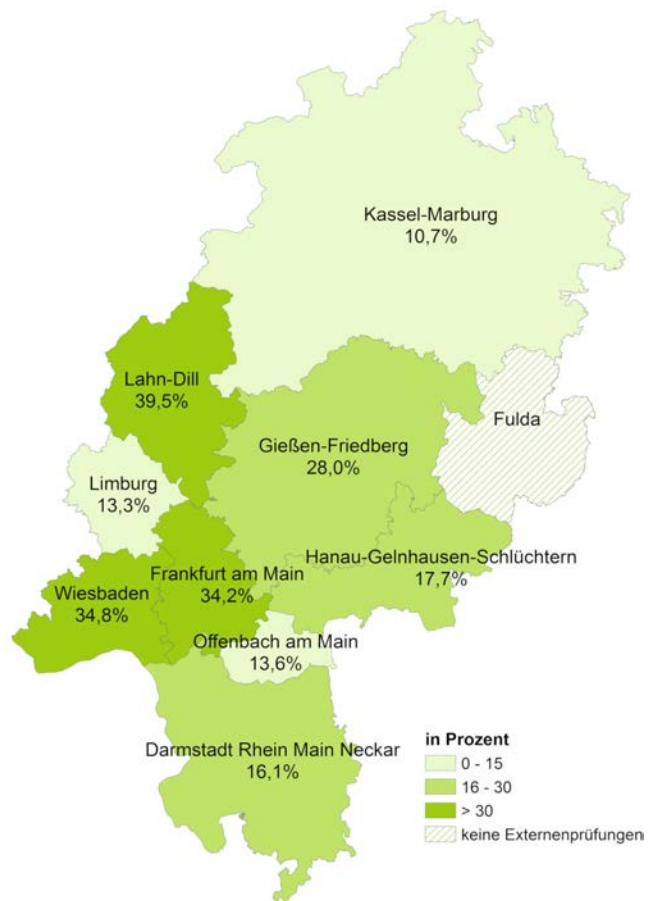 Kassel-Marburg
10,7%
Lahn-Dill
39,5%
Fulda
Gießen-Friedberg
28,0%
Limburg
13,3%
Hanau-Gelnhausen-Schlüchtern
17,7%
Frankfurt am Main
34,2%
Wiesbaden
34,8%
Offenbach am Main
13,6%
Darmstadt Rhein Main Neckar
16,1%
in Prozent
0 - 15
16 - 30
> 30
keine Externenprüfungen